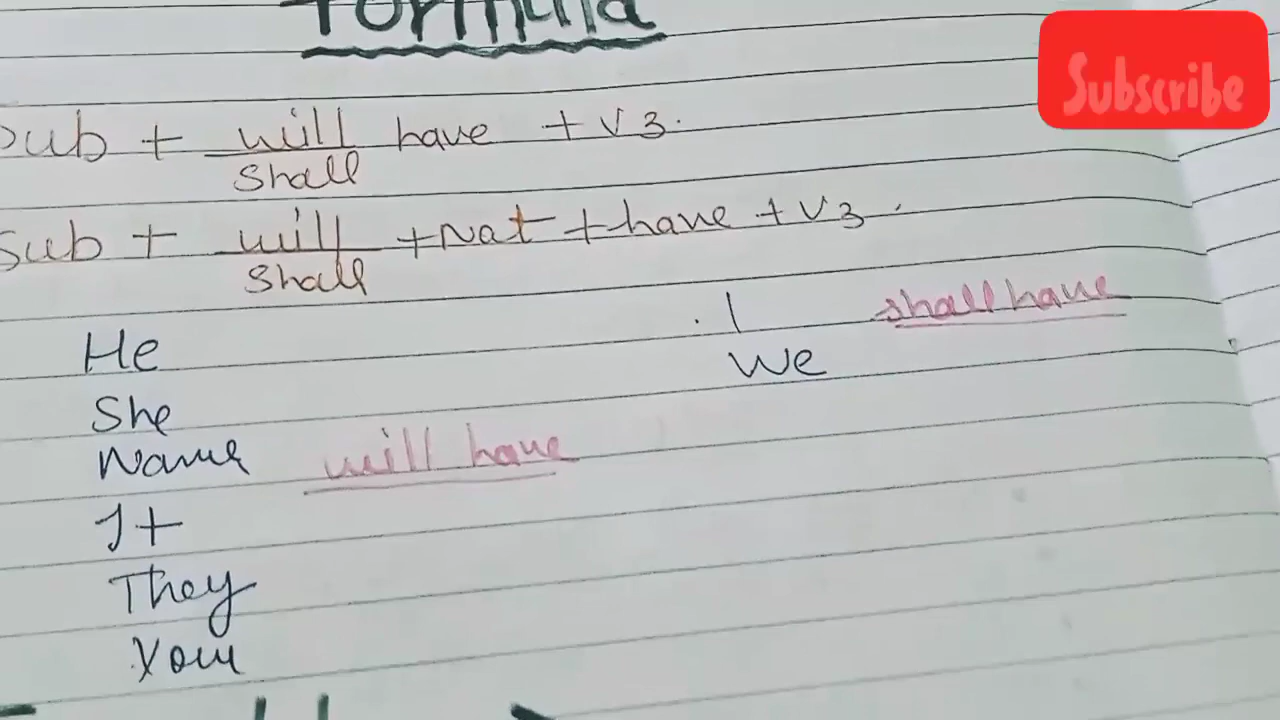 Formula
Subscribe
Sub + will have + V3.
shall
Sub + will + Not + have + V3.
shall
He
She
Name will have
It
They
You
I shall have
We